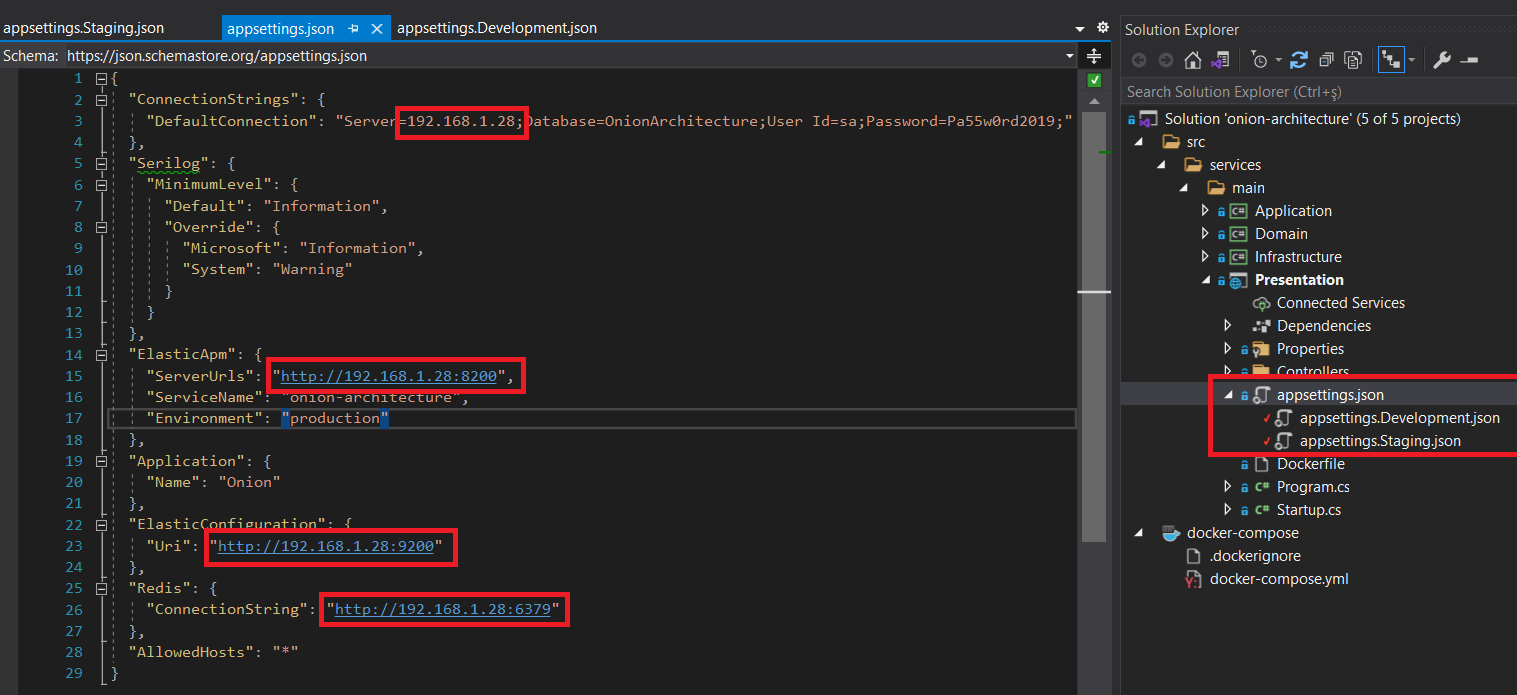 appsettings.Staging.json
appsettings.json
appsettings.Development.json
Schema: https://json.schemastore.org/appsettings.json
1 {
2 "ConnectionStrings": {
3 "DefaultConnection": "Server=192.168.1.28;Database=OnionArchitecture;User Id=sa;Password=Pa55w0rd2019;"
4 },
5 "Serilog": {
6 "MinimumLevel": {
7 "Default": "Information",
8 "Override": {
9 "Microsoft": "Information",
10 "System": "Warning"
11 }
12 }
13 },
14 "ElasticApm": {
15 "ServerUrls": "http://192.168.1.28:8200",
16 "ServiceName": "onion-architecture",
17 "Environment": "production"
18 },
19 "Application": {
20 "Name": "Onion"
21 },
22 "ElasticConfiguration": {
23 "Uri": "http://192.168.1.28:9200"
24 },
25 "Redis": {
26 "ConnectionString": "http://192.168.1.28:6379"
27 },
28 "AllowedHosts": "*"
29 }
Solution Explorer
Search Solution Explorer (Ctrl+ş)
Solution 'onion-architecture' (5 of 5 projects)
src
services
main
C# Application
C# Domain
C# Infrastructure
Presentation
Connected Services
Dependencies
Properties
Controllers
appsettings.json
appsettings.Development.json
appsettings.Staging.json
Dockerfile
C# Program.cs
C# Startup.cs
docker-compose
.dockerignore
docker-compose.yml